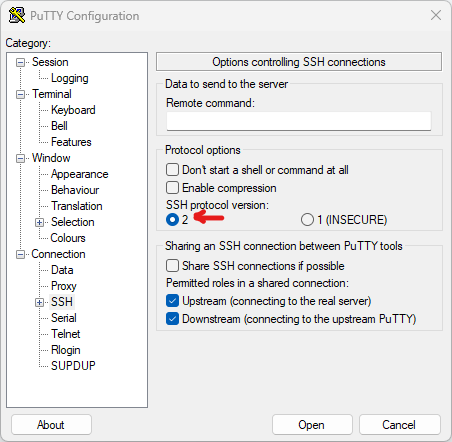 PuTTY Configuration
Category:
Session
Logging
Terminal
Keyboard
Bell
Features
Window
Appearance
Behaviour
Translation
Selection
Colours
Connection
Data
Proxy
SSH
Serial
Telnet
Rlogin
SUPDUP
Options controlling SSH connections
Data to send to the server
Remote command:
Protocol options
Don't start a shell or command at all
Enable compression
SSH protocol version:
2 1 (INSECURE)
Sharing an SSH connection between PuTTY tools
Share SSH connections if possible
Permitted roles in a shared connection:
Upstream (connecting to the real server)
Downstream (connecting to the upstream PuTTY)
About Open Cancel